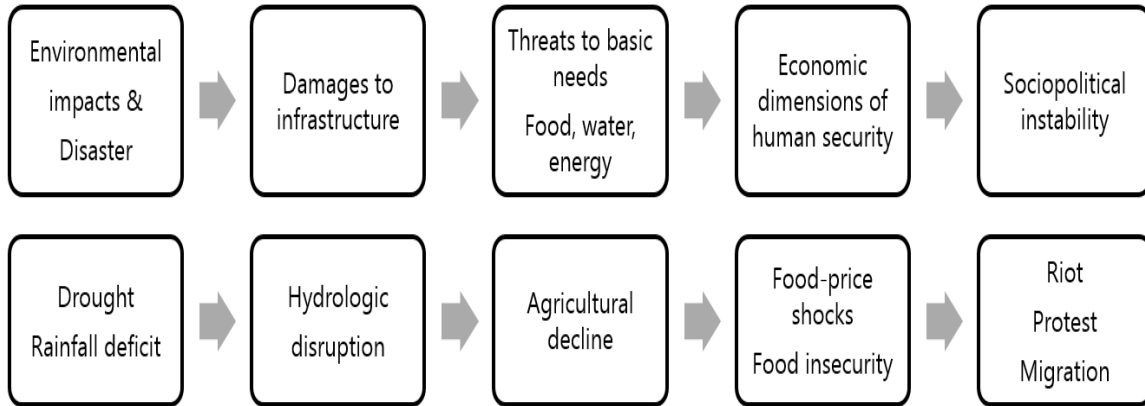 Environmental
impacts &
Disaster
Damages to
infrastructure
Threats to basic
needs
Food, water,
energy
Economic
dimensions of
human security
Sociopolitical
instability
Drought
Rainfall deficit
Hydrologic
disruption
Agricultural
decline
Food-price
shocks
Food insecurity
Riot
Protest
Migration